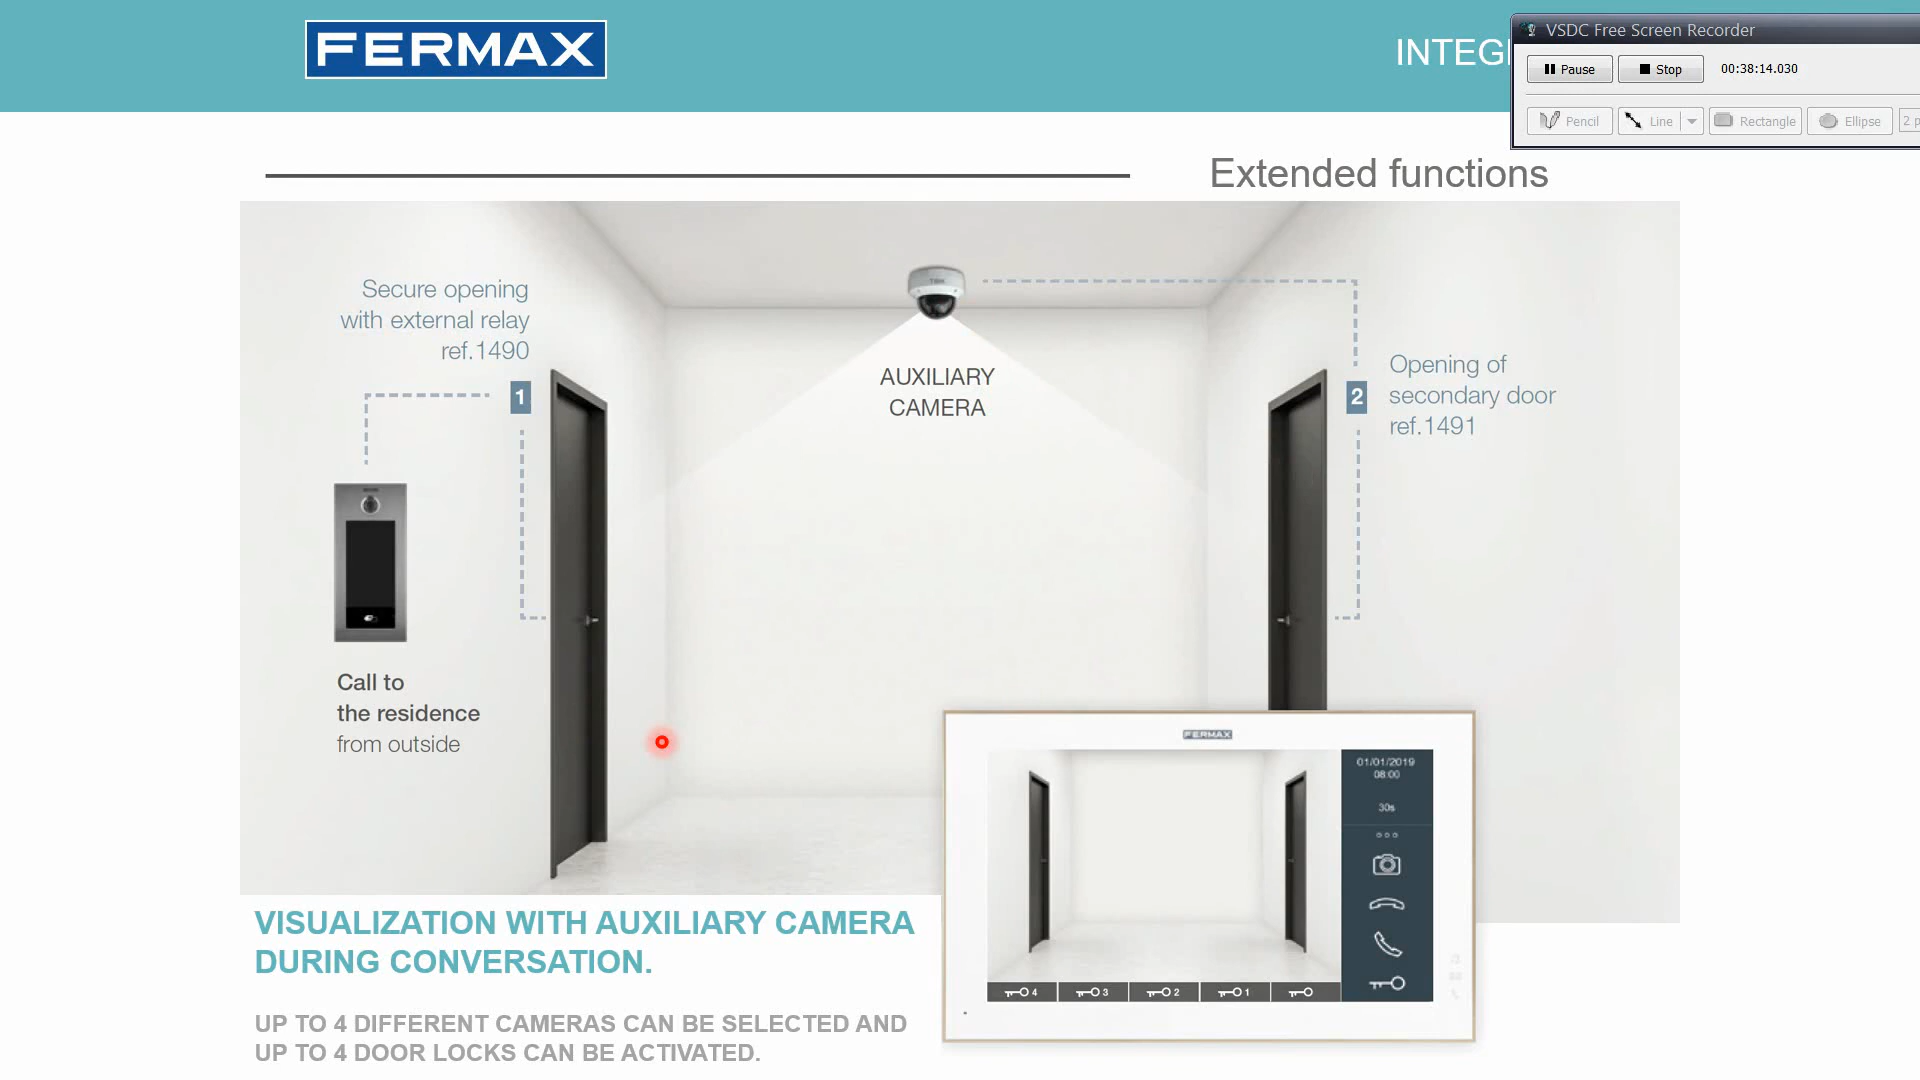 FERMAX
INTEG
VSDC Free Screen Recorder
Pause
Stop
00:38:14.030
Pencil
Line
Rectangle
Ellipse
2 p
Extended functions
Secure opening
with external relay
ref.1490
1
AUXILIARY
CAMERA
2
Opening of
secondary door
ref.1491
Call to
the residence
from outside
FERMAX
01/01/2019
08:00
30s
4
3
2
1
VISUALIZATION WITH AUXILIARY CAMERA
DURING CONVERSATION.
UP TO 4 DIFFERENT CAMERAS CAN BE SELECTED AND
UP TO 4 DOOR LOCKS CAN BE ACTIVATED.